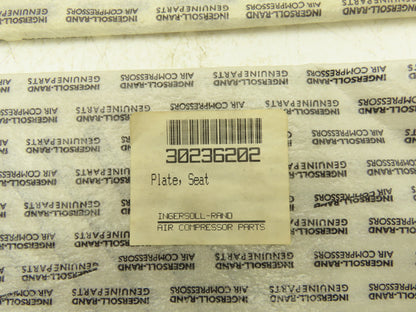 30236202
Plate, Seat
INGERSOLL-RAND
AIR COMPRESSOR PARTS
INGERSOLL-RAND
GENUINE PARTS
AIR COMPRESSORS